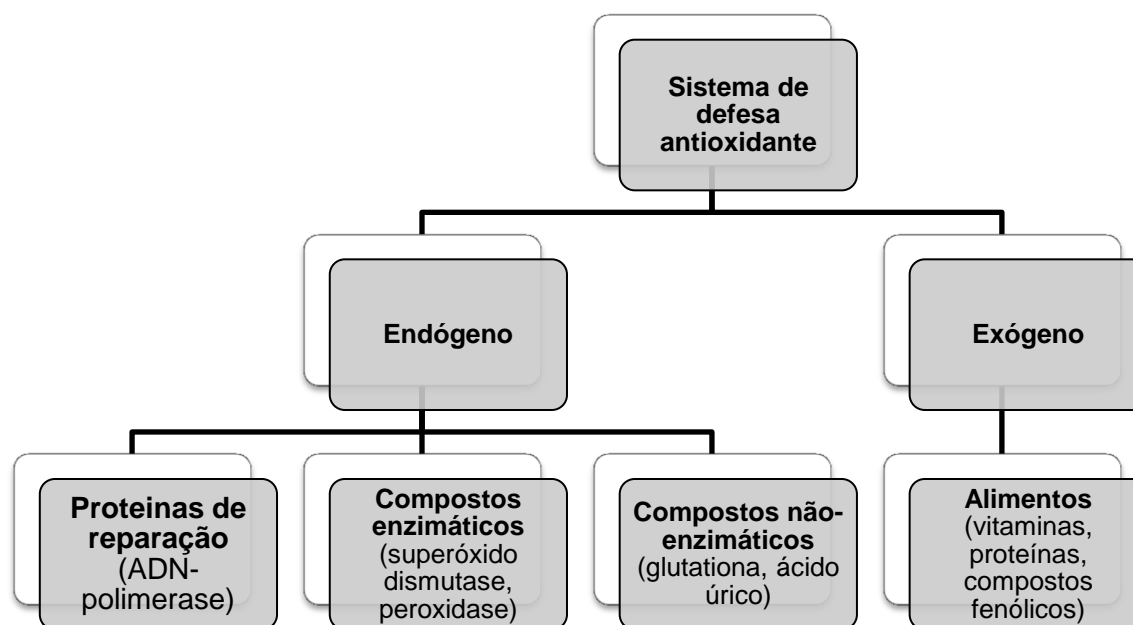 Sistema de
defesa
antioxidante
Endógeno
Exógeno
Proteinas de
reparação
(ADN-
polimerase)
Compostos
enzimáticos
(superóxido
dismutase,
peroxidase)
Compostos não-
enzimáticos
(glutationa, ácido
úrico)
Alimentos
(vitaminas,
proteínas,
compostos
fenólicos)